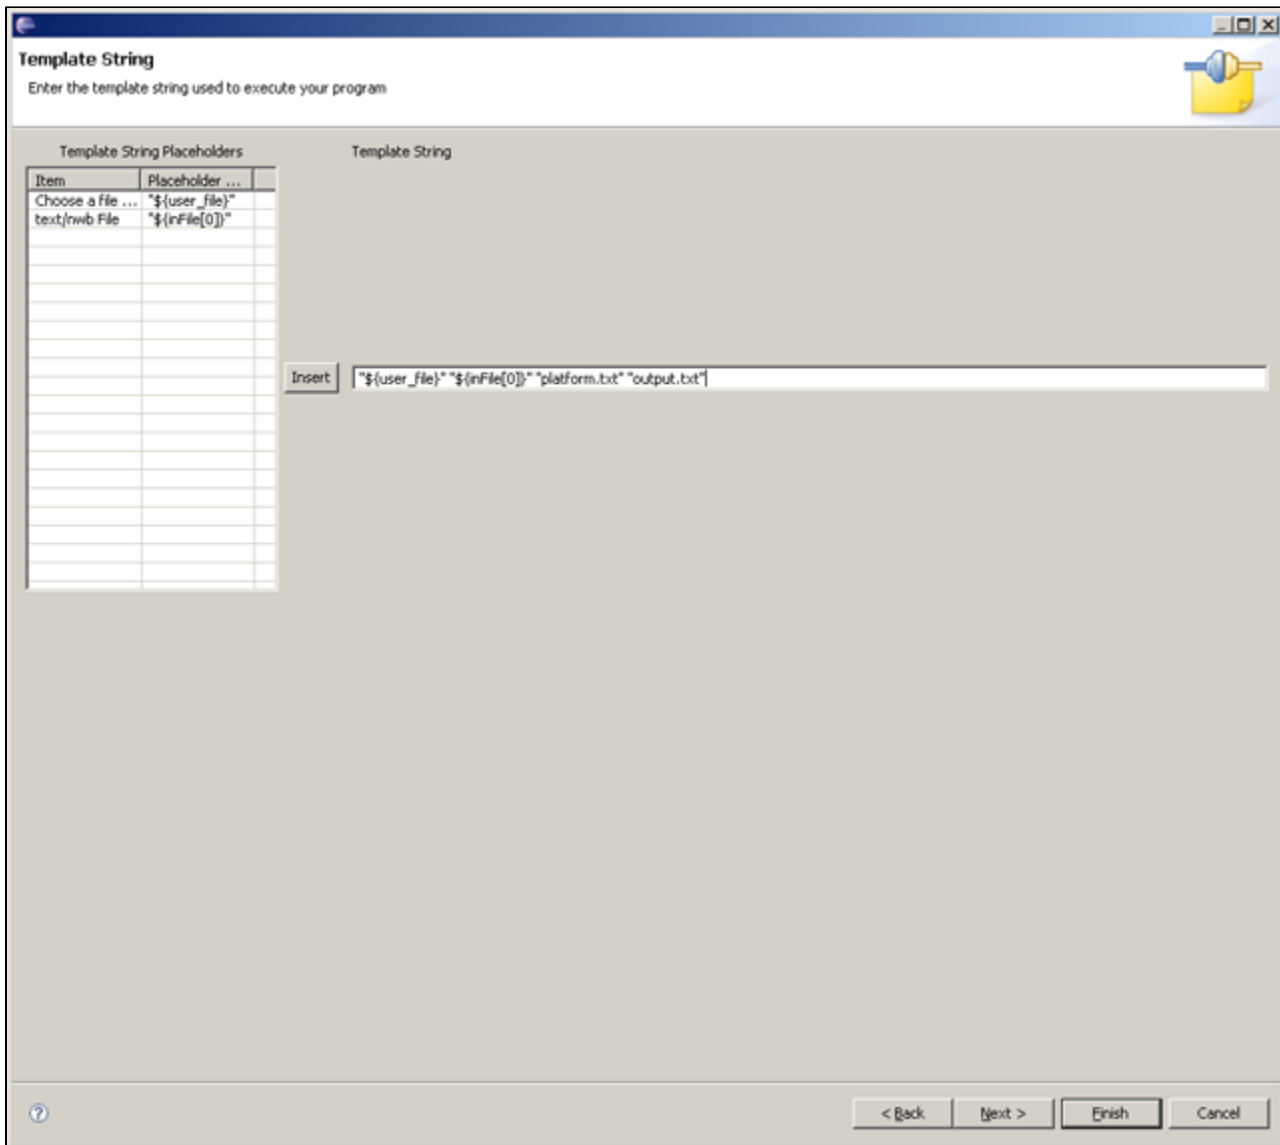 Template String
Enter the template string used to execute your program
Template String Placeholders
Template String
Item Placeholder ...
Choose a file ... "${user_file}"
text/nwb File "${inFile[0]}"
Insert "${user_file}" "${inFile[0]}" "platform.txt" "output.txt"
? < Back Next > Finish Cancel